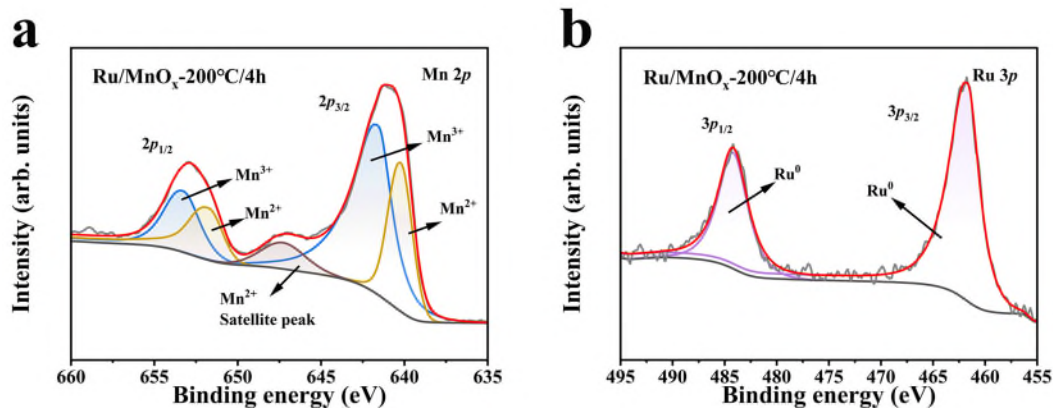 a
Ru/MnOₓ-200°C/4h
Mn 2p
2p₃/₂
2p₁/₂
Mn³⁺
Mn³⁺
Mn²⁺
Mn²⁺
Mn²⁺
Satellite peak
Intensity (arb. units)
660 655 650 645 640 635
Binding energy (eV)
b
Ru/MnOₓ-200°C/4h
Ru 3p
3p₁/₂
3p₃/₂
Ru⁰
Ru⁰
Intensity (arb. units)
495 490 485 480 475 470 465 460 455
Binding energy (eV)